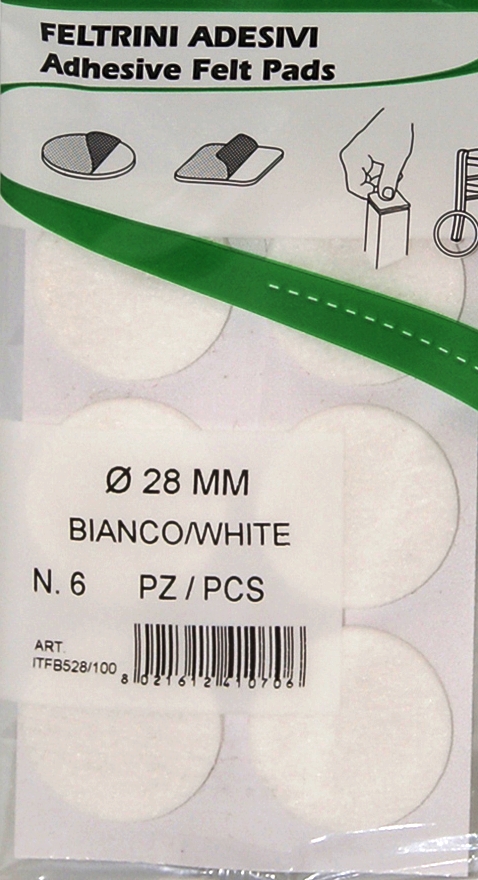 FELTRINI ADESIVI
Adhesive Felt Pads
Ø 28 MM
BIANCO/WHITE
N. 6 PZ / PCS
ART.
ITFB528/100
8 021612 410706